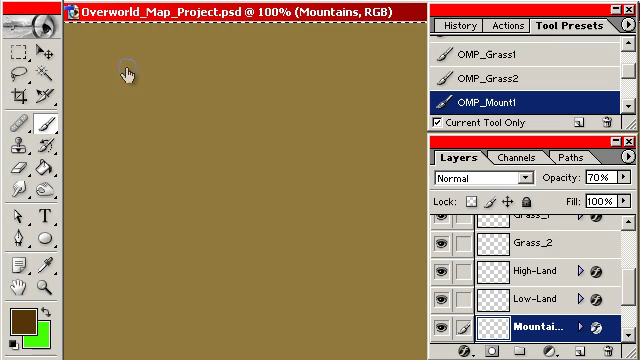 Overworld_Map_Project.psd @ 100% (Mountains, RGB)
History Actions Tool Presets
OMP_Grass1
OMP_Grass2
OMP_Mount1
Current Tool Only
Layers Channels Paths
Normal Opacity: 70%
Lock: Fill: 100%
Grass_1
Grass_2
High-Land
Low-Land
Mountai...
T